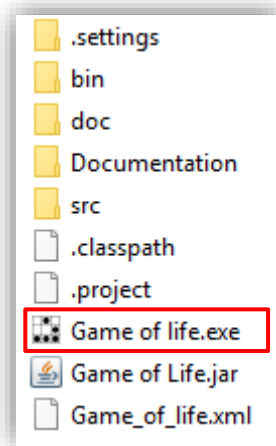 .settings
bin
doc
Documentation
src
.classpath
.project
Game of life.exe
Game of Life.jar
Game_of_life.xml